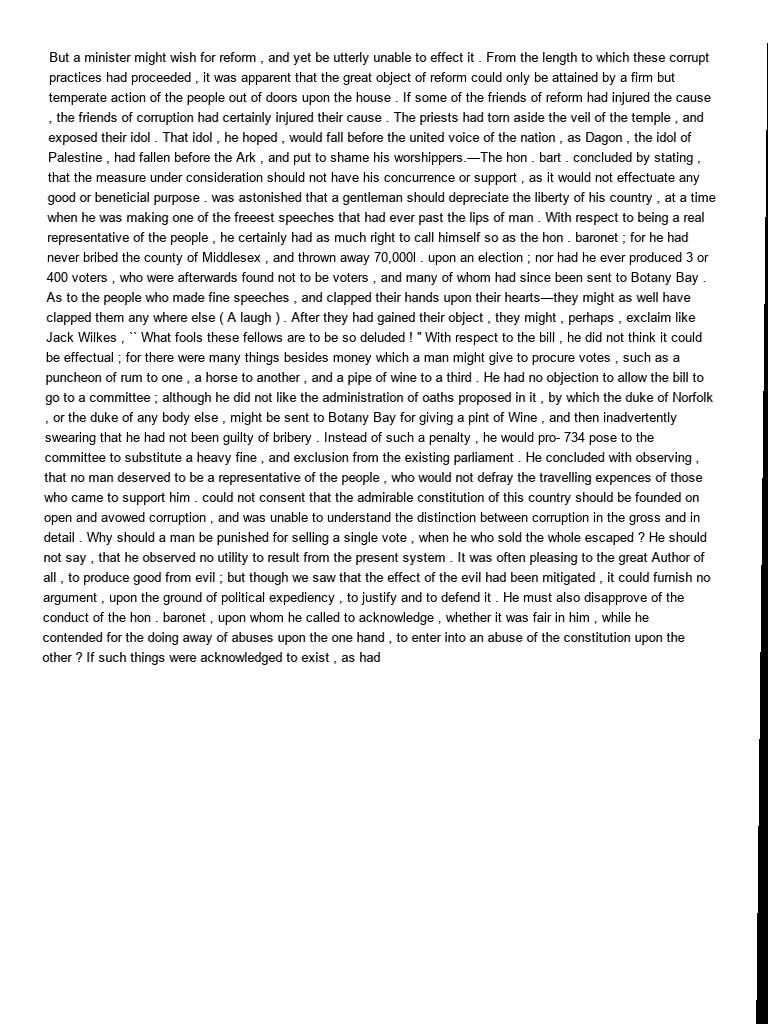 But a minister might wish for reform , and yet be utterly unable to effect it . From the length to which these corrupt
practices had proceeded , it was apparent that the great object of reform could only be attained by a firm but
temperate action of the people out of doors upon the house . If some of the friends of reform had injured the cause
, the friends of corruption had certainly injured their cause . The priests had torn aside the veil of the temple , and
exposed their idol . That idol , he hoped , would fall before the united voice of the nation , as Dagon , the idol of
Palestine , had fallen before the Ark , and put to shame his worshippers.—The hon . bart . concluded by stating ,
that the measure under consideration should not have his concurrence or support , as it would not effectuate any
good or beneticial purpose . was astonished that a gentleman should depreciate the liberty of his country , at a time
when he was making one of the freeest speeches that had ever past the lips of man . With respect to being a real
representative of the people , he certainly had as much right to call himself so as the hon . baronet ; for he had
never bribed the county of Middlesex , and thrown away 70,000l . upon an election ; nor had he ever produced 3 or
400 voters , who were afterwards found not to be voters , and many of whom had since been sent to Botany Bay .
As to the people who made fine speeches , and clapped their hands upon their hearts—they might as well have
clapped them any where else ( A laugh ) . After they had gained their object , they might , perhaps , exclaim like
Jack Wilkes , `` What fools these fellows are to be so deluded ! " With respect to the bill , he did not think it could
be effectual ; for there were many things besides money which a man might give to procure votes , such as a
puncheon of rum to one , a horse to another , and a pipe of wine to a third . He had no objection to allow the bill to
go to a committee ; although he did not like the administration of oaths proposed in it , by which the duke of Norfolk
, or the duke of any body else , might be sent to Botany Bay for giving a pint of Wine , and then inadvertently
swearing that he had not been guilty of bribery . Instead of such a penalty , he would pro- 734 pose to the
committee to substitute a heavy fine , and exclusion from the existing parliament . He concluded with observing ,
that no man deserved to be a representative of the people , who would not defray the travelling expences of those
who came to support him . could not consent that the admirable constitution of this country should be founded on
open and avowed corruption , and was unable to understand the distinction between corruption in the gross and in
detail . Why should a man be punished for selling a single vote , when he who sold the whole escaped ? He should
not say , that he observed no utility to result from the present system . It was often pleasing to the great Author of
all , to produce good from evil ; but though we saw that the effect of the evil had been mitigated , it could furnish no
argument , upon the ground of political expediency , to justify and to defend it . He must also disapprove of the
conduct of the hon . baronet , upon whom he called to acknowledge , whether it was fair in him , while he
contended for the doing away of abuses upon the one hand , to enter into an abuse of the constitution upon the
other ? If such things were acknowledged to exist , as had